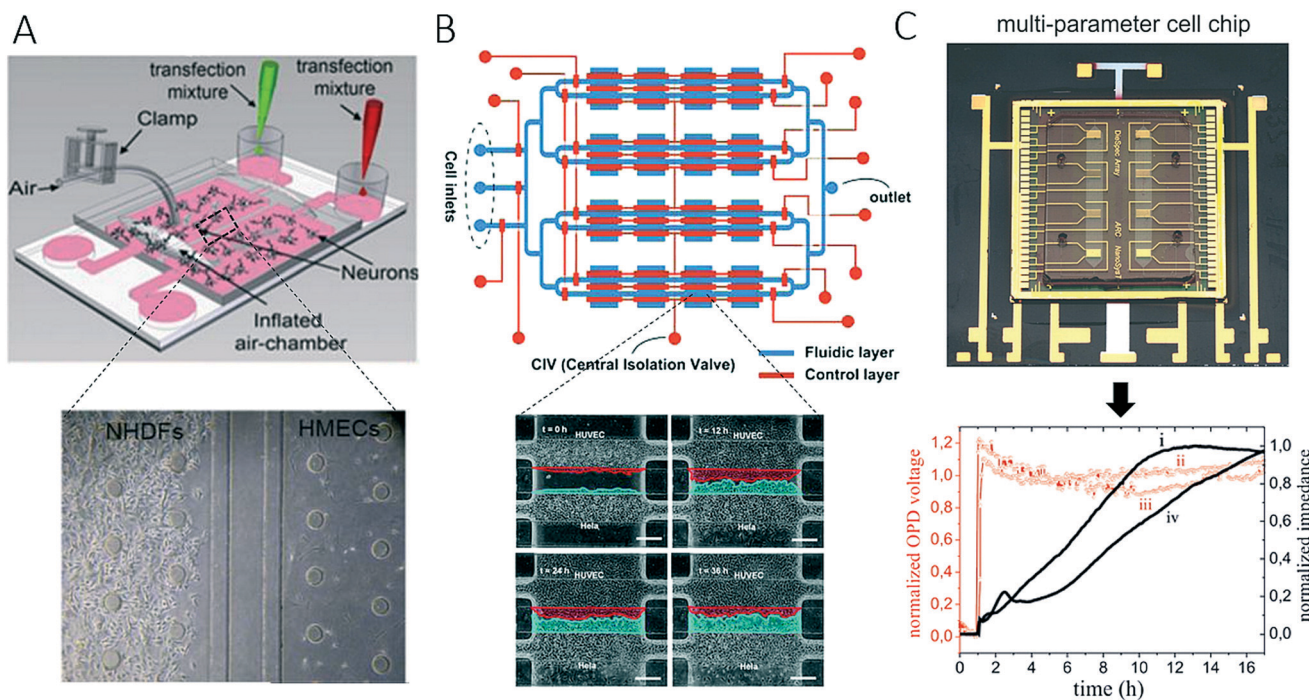 A
transfection
mixture
transfection
mixture
Clamp
Air
Neurons
Inflated
air-chamber
NHDFs
HMECs
B
Cell inlets
outlet
CIV (Central Isolation Valve)
Fluidic layer
Control layer
t = 0 h
HUVEC
Hela
t = 12 h
HUVEC
Hela
t = 24 h
HUVEC
Hela
t = 36 h
HUVEC
Hela
C
multi-parameter cell chip
DieSpec Array
ARC NanoSyst
normalized OPD voltage
1,2
1,0
0,8
0,6
0,4
0,2
0,0
i
ii
iii
iv
1,0
0,8
0,6
0,4
0,2
0,0
normalized impedance
0 2 4 6 8 10 12 14 16
time (h)